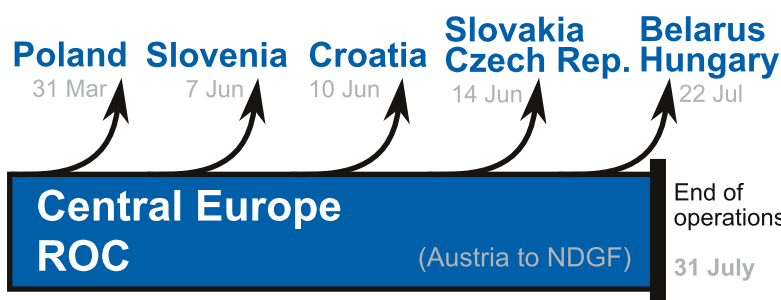 Poland
31 Mar
Slovenia
7 Jun
Croatia
10 Jun
Slovakia
Czech Rep.
14 Jun
Belarus
Hungary
22 Jul
Central Europe
ROC
(Austria to NDGF)
End of
operations
31 July